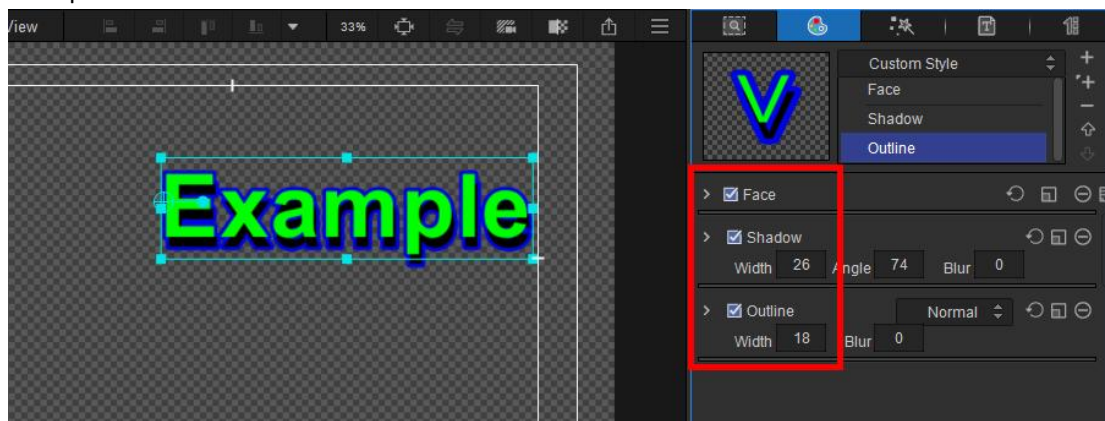 View 33%
Custom Style
Face
Shadow
Outline
V
Example
Face
Shadow
Width 26 Angle 74 Blur 0
Outline Normal
Width 18 Blur 0